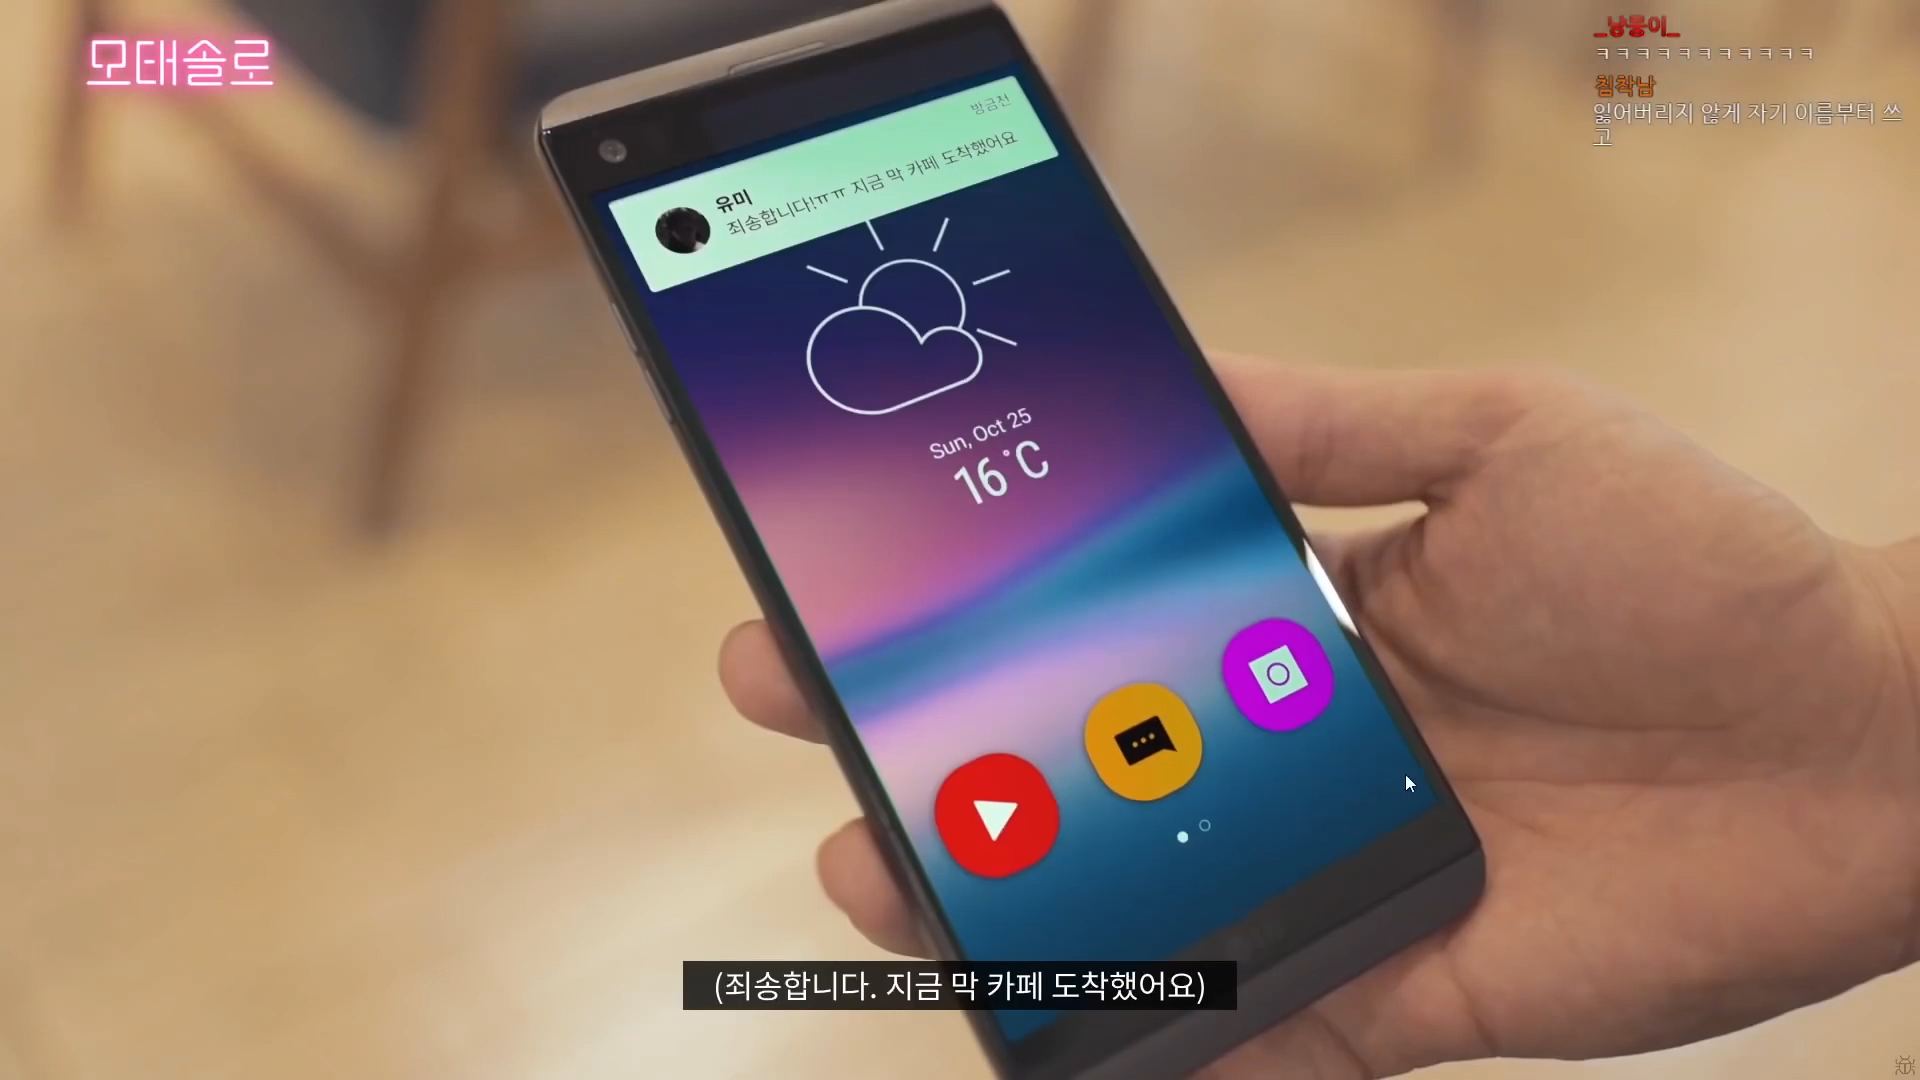 모태솔로
_냥뭉이_
ㅋㅋㅋㅋㅋㅋㅋㅋㅋㅋㅋ
침착남
잃어버리지 않게 자기 이름부터 쓰
고
방금전
유미
죄송합니다!ㅠㅠ 지금 막 카페 도착했어요
Sun, Oct 25
16°C
(죄송합니다. 지금 막 카페 도착했어요)